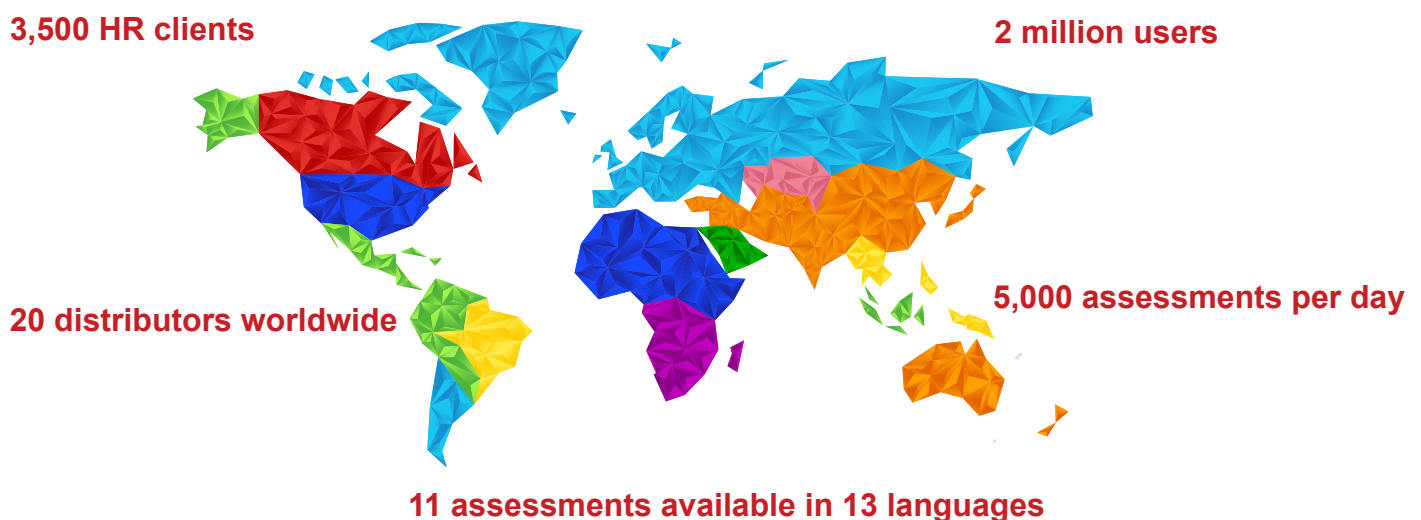 3,500 HR clients
2 million users
20 distributors worldwide
5,000 assessments per day
11 assessments available in 13 languages